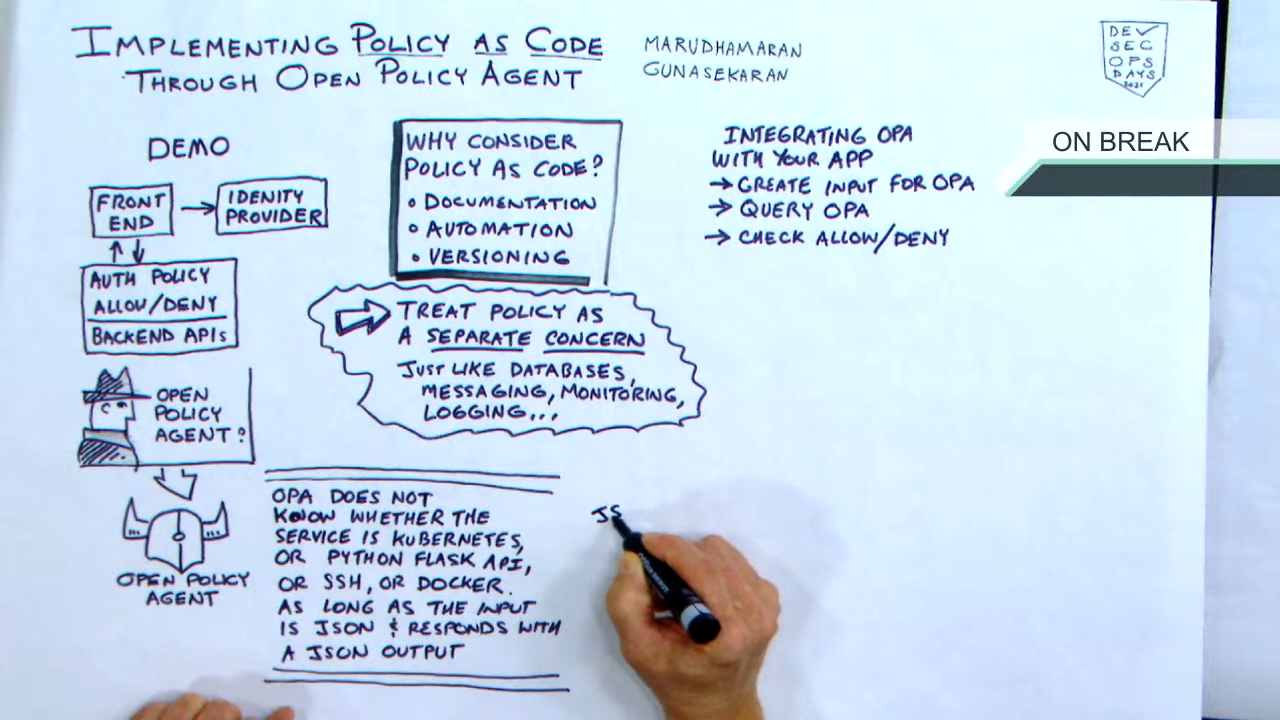 IMPLEMENTING POLICY AS CODE
THROUGH OPEN POLICY AGENT
MARUDHAMARAN
GUNASEKARAN
DEV
SEC
OPS
DAYS
2021
ON BREAK
DEMO
FRONT
END
IDENITY
PROVIDER
AUTH POLICY
ALLOW/DENY
BACKEND APIs
OPEN
POLICY
AGENT?
OPEN POLICY
AGENT
WHY CONSIDER
POLICY AS CODE?
• DOCUMENTATION
• AUTOMATION
• VERSIONING
TREAT POLICY AS
A SEPARATE CONCERN
JUST LIKE DATABASES,
MESSAGING, MONITORING,
LOGGING...
OPA DOES NOT
KNOW WHETHER THE
SERVICE IS KUBERNETES,
OR PYTHON FLASK API,
OR SSH, OR DOCKER.
AS LONG AS THE INPUT
IS JSON & RESPONDS WITH
A JSON OUTPUT
INTEGRATING OPA
WITH YOUR APP
→ CREATE INPUT FOR OPA
→ QUERY OPA
→ CHECK ALLOW/DENY
JS